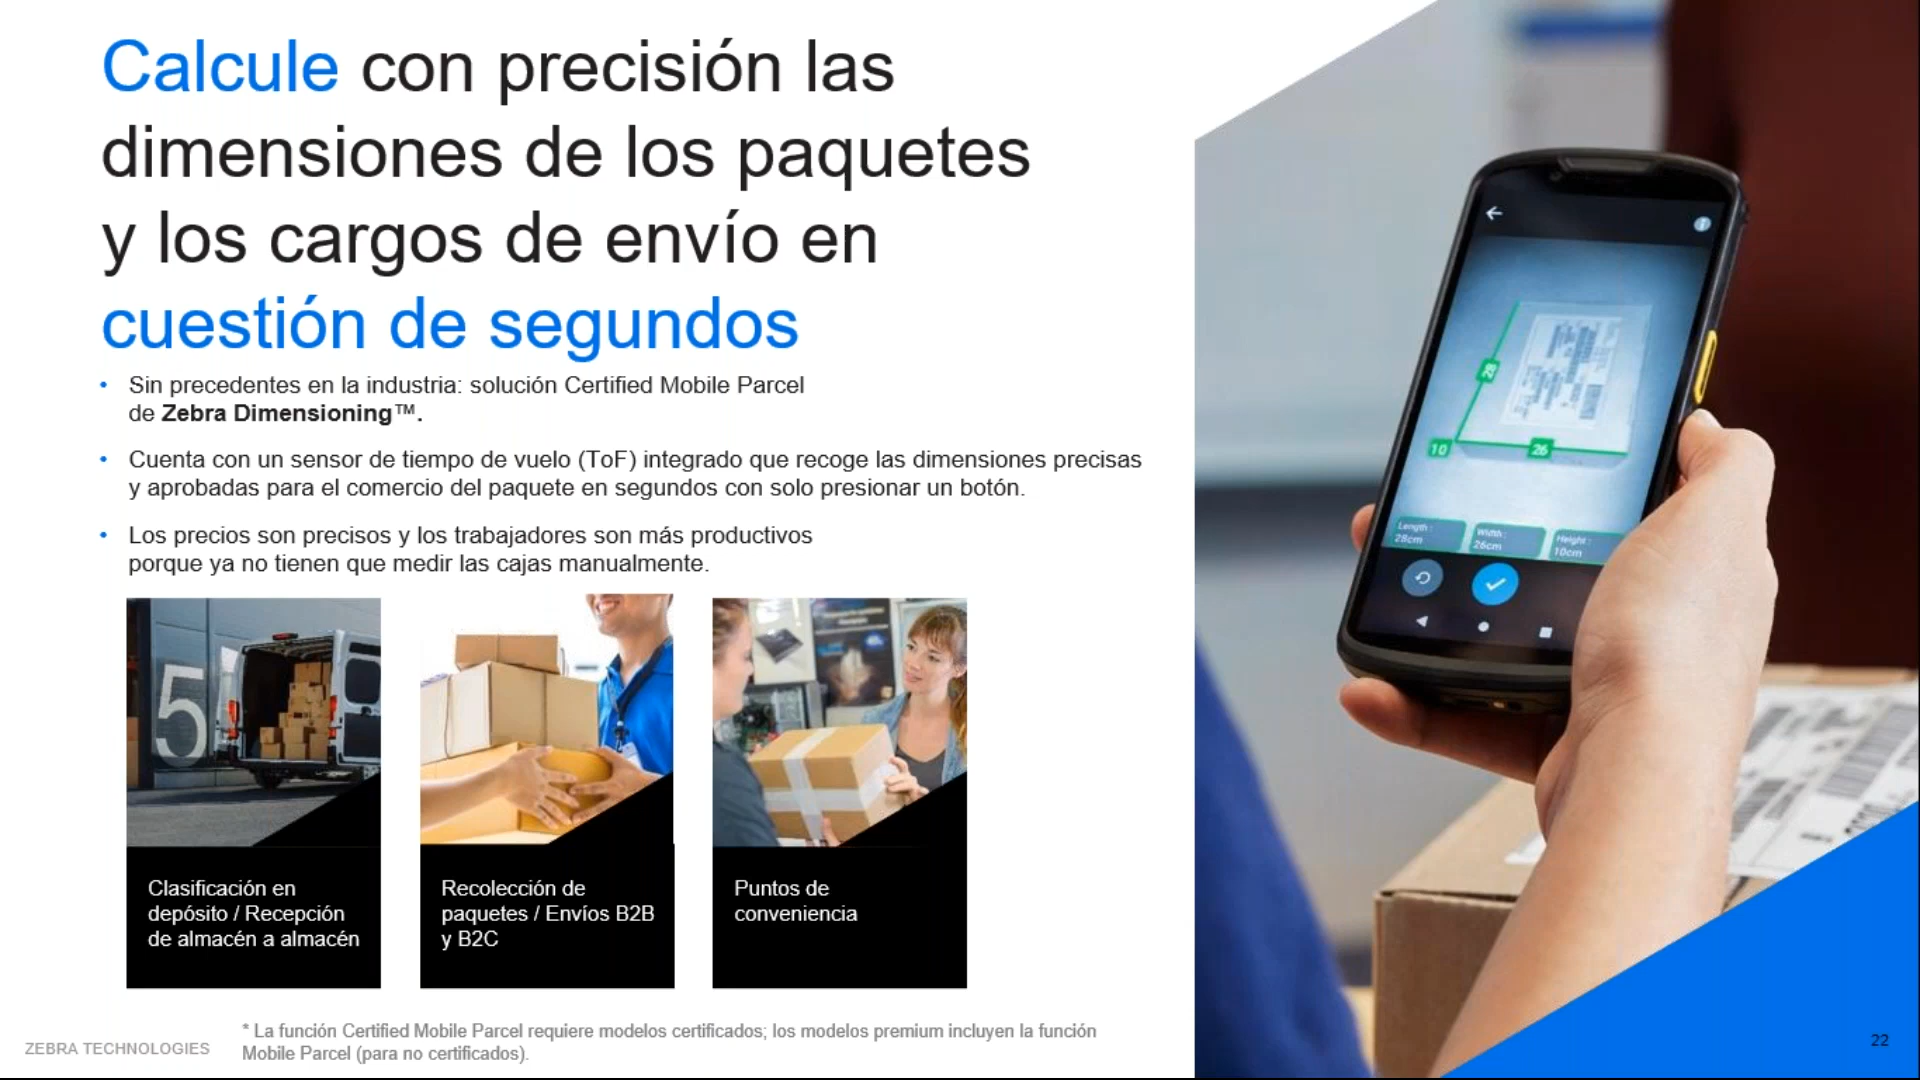 Calcule con precisión las
dimensiones de los paquetes
y los cargos de envío en
cuestión de segundos
• Sin precedentes en la industria: solución Certified Mobile Parcel
de Zebra Dimensioning™.
• Cuenta con un sensor de tiempo de vuelo (ToF) integrado que recoge las dimensiones precisas
y aprobadas para el comercio del paquete en segundos con solo presionar un botón.
• Los precios son precisos y los trabajadores son más productivos
porque ya no tienen que medir las cajas manualmente.
5
Clasificación en
depósito / Recepción
de almacén a almacén
Recolección de
paquetes / Envíos B2B
y B2C
Puntos de
conveniencia
28
10
26
Length :
28cm
Width :
26cm
Height :
10cm
* La función Certified Mobile Parcel requiere modelos certificados; los modelos premium incluyen la función
Mobile Parcel (para no certificados).
ZEBRA TECHNOLOGIES
22